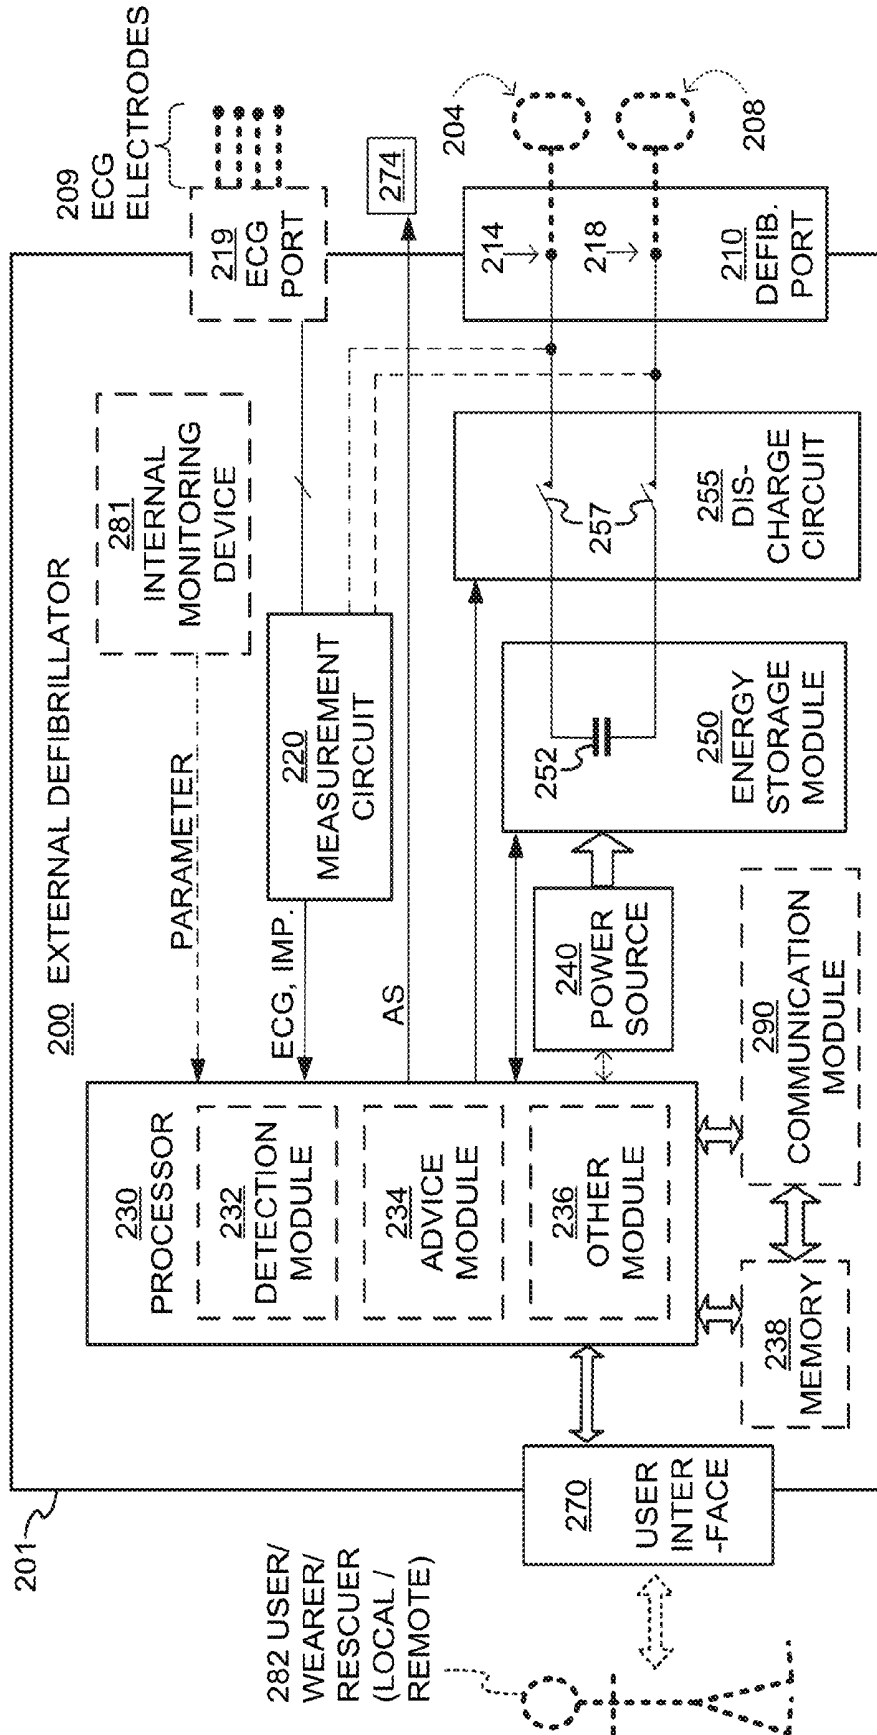 209
ECG
ELECTRODES
200 EXTERNAL DEFIBRILLATOR
201
282 USER/
WEARER/
RESCUER
(LOCAL /
REMOTE)
270
USER
INTER
-FACE
230
PROCESSOR
232
DETECTION
MODULE
234
ADVICE
MODULE
236
OTHER
MODULE
238
MEMORY
290
COMMUNICATION
MODULE
PARAMETER
ECG, IMP.
AS
281
INTERNAL
MONITORING
DEVICE
220
MEASUREMENT
CIRCUIT
240
POWER
SOURCE
252
250
ENERGY
STORAGE
MODULE
257
255
DIS-
CHARGE
CIRCUIT
219
ECG
PORT
274
214
218
210
DEFIB.
PORT
204
208